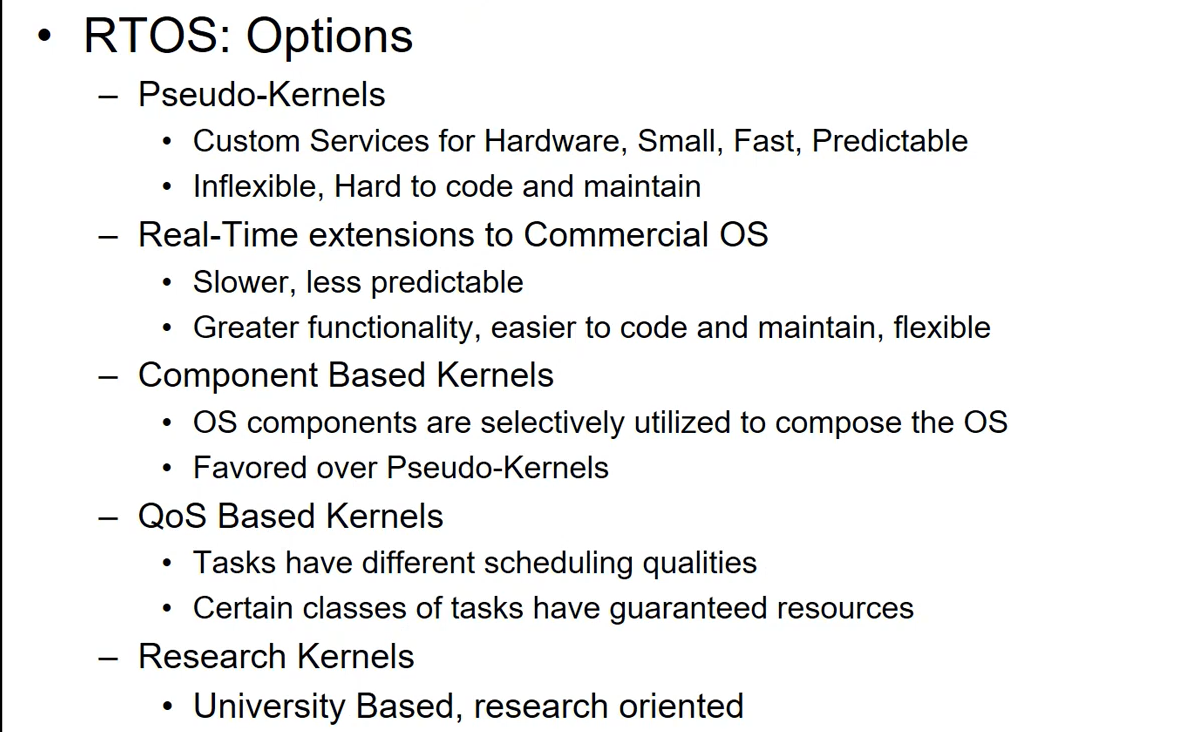 • RTOS: Options
– Pseudo-Kernels
• Custom Services for Hardware, Small, Fast, Predictable
• Inflexible, Hard to code and maintain
– Real-Time extensions to Commercial OS
• Slower, less predictable
• Greater functionality, easier to code and maintain, flexible
– Component Based Kernels
• OS components are selectively utilized to compose the OS
• Favored over Pseudo-Kernels
– QoS Based Kernels
• Tasks have different scheduling qualities
• Certain classes of tasks have guaranteed resources
– Research Kernels
• University Based, research oriented